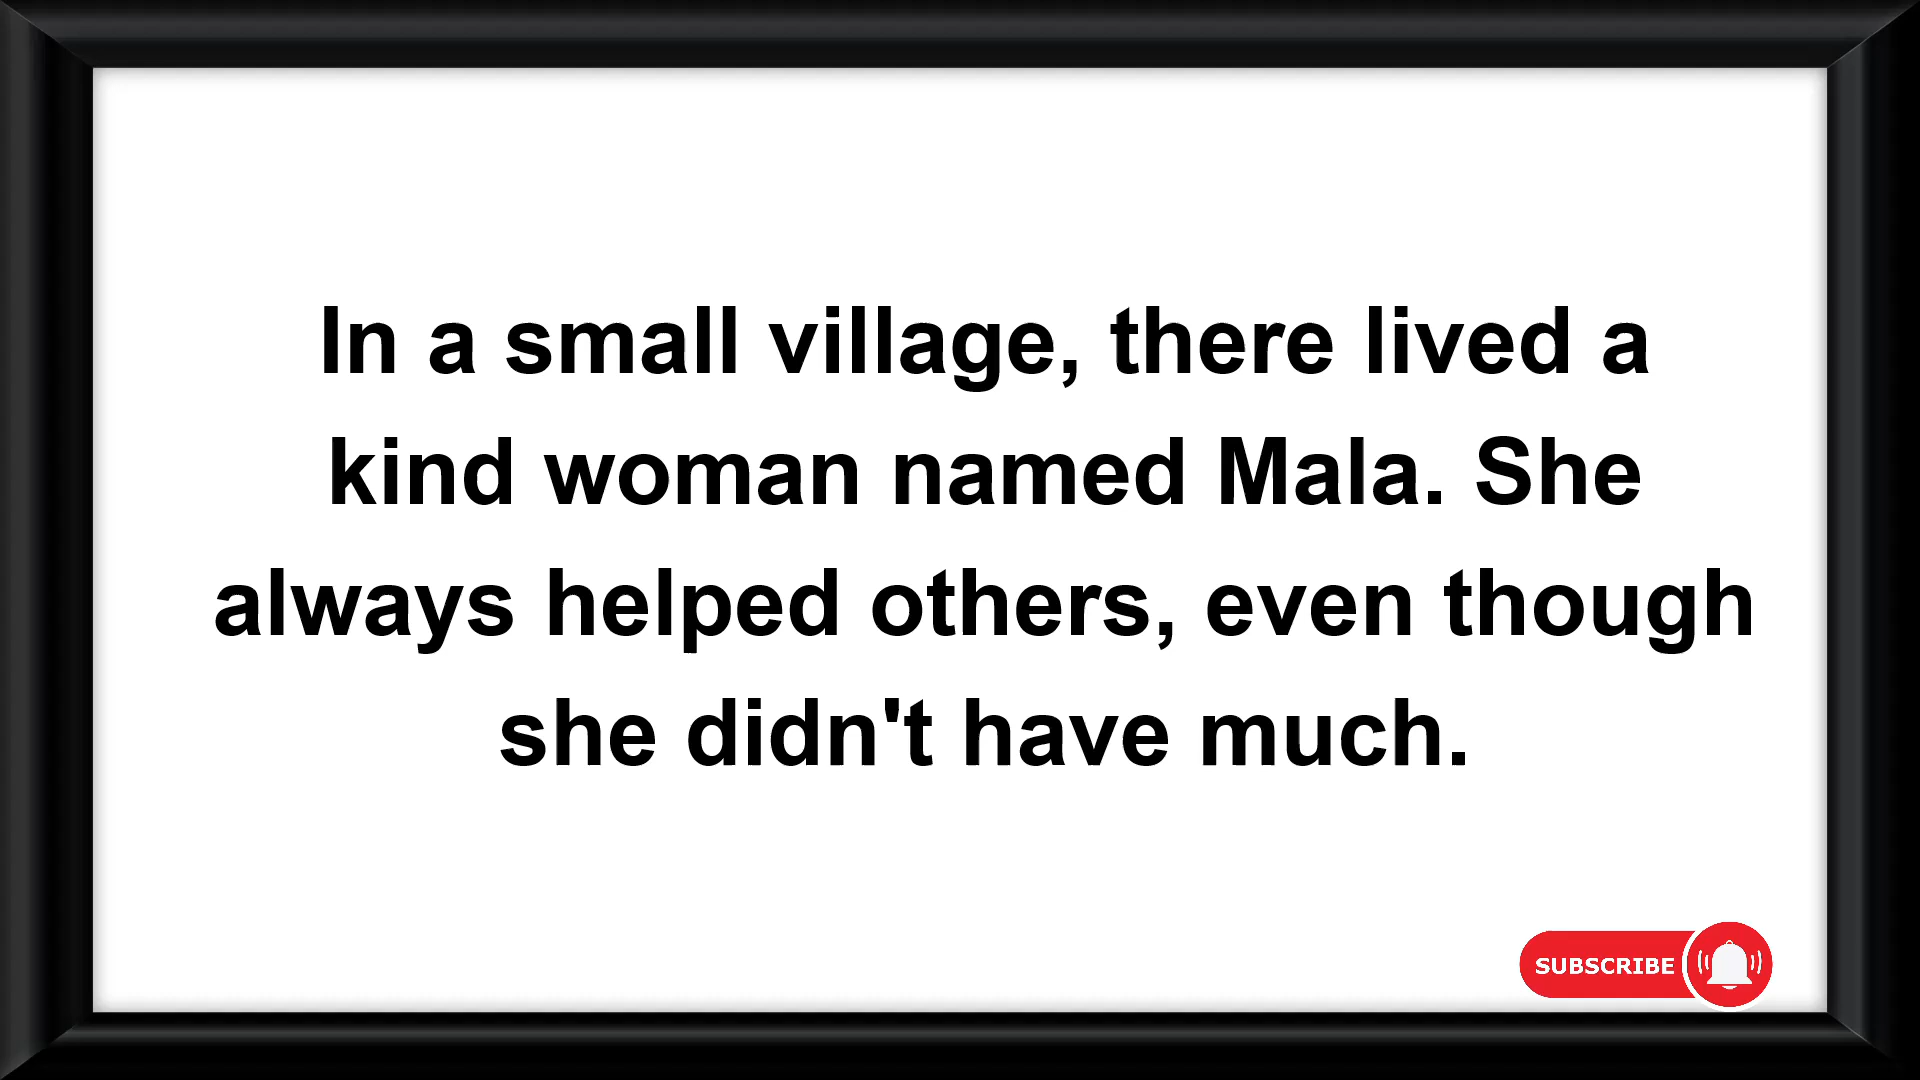 In a small village, there lived a
kind woman named Mala. She
always helped others, even though
she didn't have much.
SUBSCRIBE